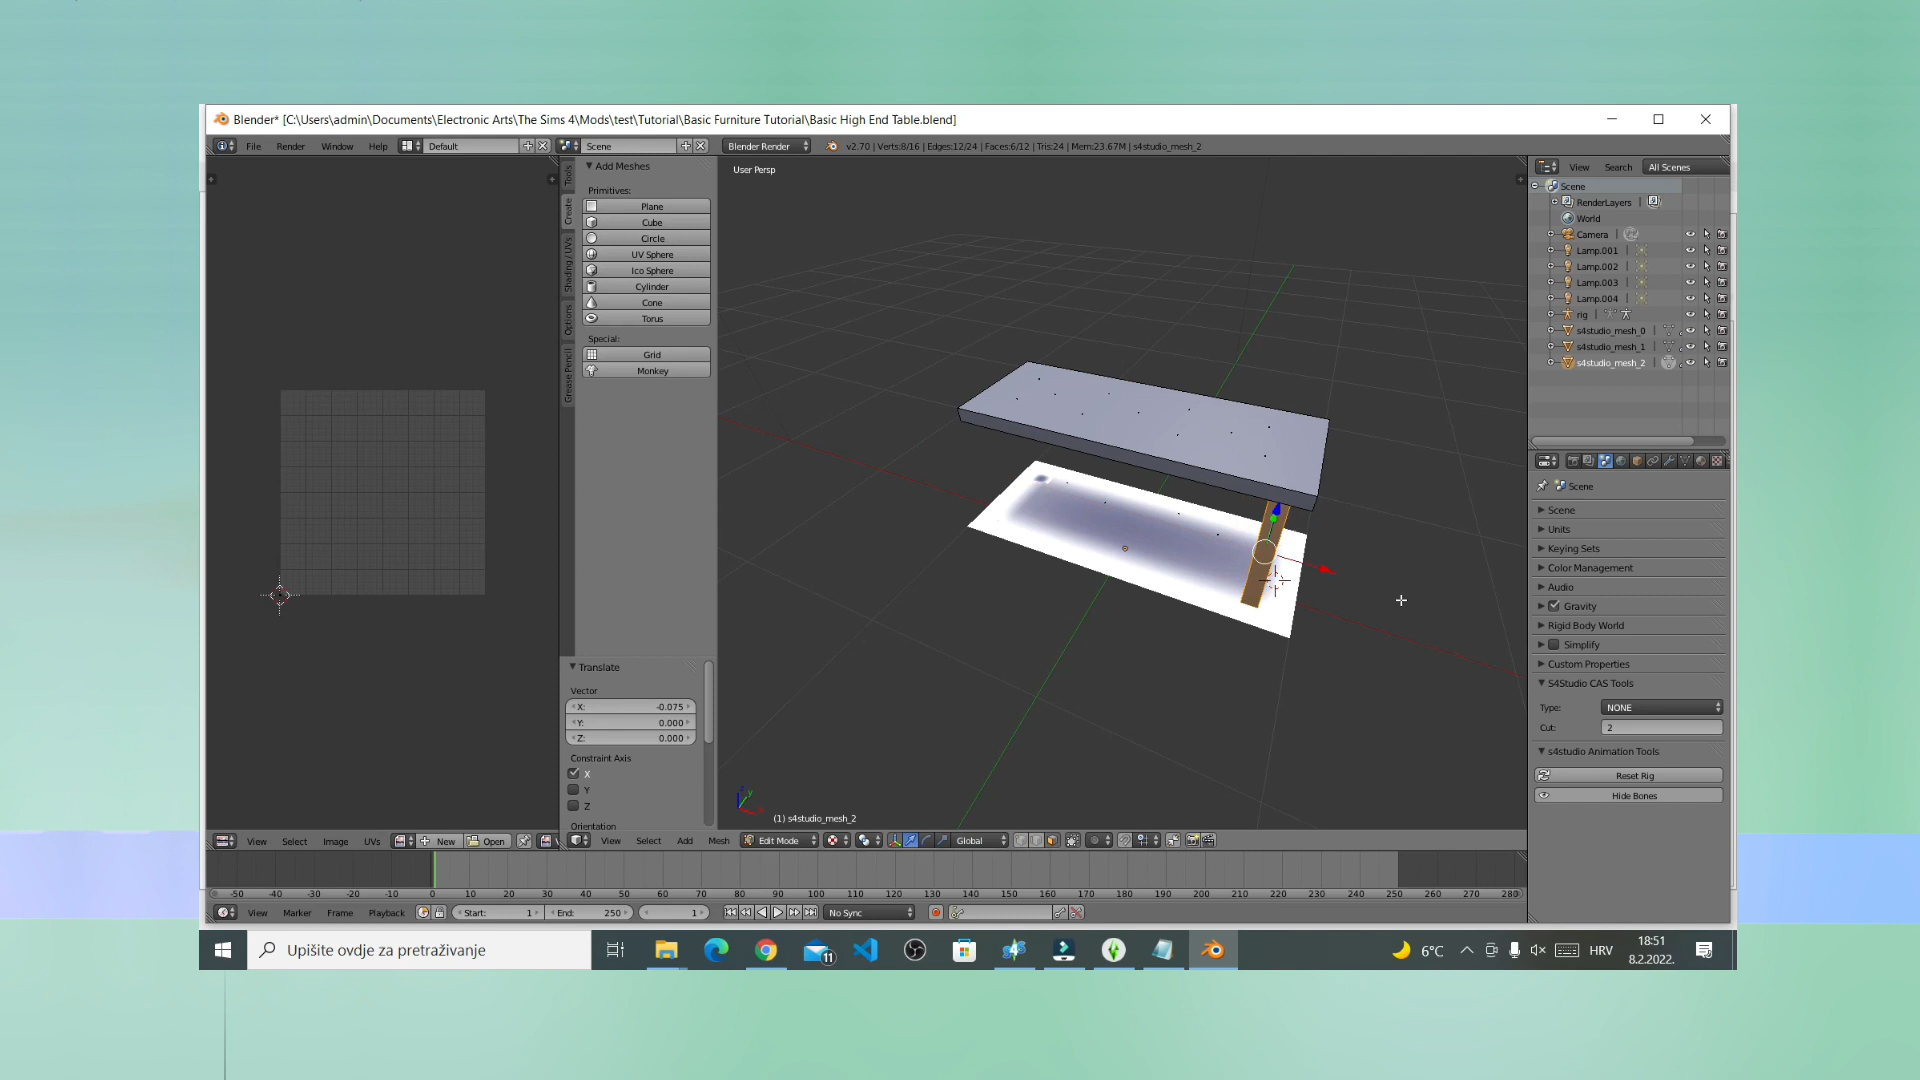 Blender* [C:\Users\admin\Documents\Electronic Arts\The Sims 4\Mods\test\Tutorial\Basic Furniture Tutorial\Basic High End Table.blend]
File Render Window Help Default Scene Blender Render v2.70 | Verts:8/16 | Edges:12/24 | Faces:6/12 | Tris:24 | Mem:23.67M | s4studio_mesh_2
Tools
Create
Shading / UVs
Options
Grease Pencil
Add Meshes
Primitives:
Plane
Cube
Circle
UV Sphere
Ico Sphere
Cylinder
Cone
Torus
Special:
Grid
Monkey
Translate
Vector
X: -0.075
Y: 0.000
Z: 0.000
Constraint Axis
X
Y
Z
Orientation
User Persp
(1) s4studio_mesh_2
View Search All Scenes
Scene
RenderLayers
World
Camera
Lamp.001
Lamp.002
Lamp.003
Lamp.004
rig
s4studio_mesh_0
s4studio_mesh_1
s4studio_mesh_2
Scene
Scene
Units
Keying Sets
Color Management
Audio
Gravity
Rigid Body World
Simplify
Custom Properties
S4Studio CAS Tools
Type: NONE
Cut: 2
s4studio Animation Tools
Reset Rig
Hide Bones
View Select Image UVs New Open
View Select Add Mesh Edit Mode Global
-50 -40 -30 -20 -10 0 10 20 30 40 50 60 70 80 90 100 110 120 130 140 150 160 170 180 190 200 210 220 230 240 250 260 270 280
View Marker Frame Playback Start: 1 End: 250 1 No Sync
Upišite ovdje za pretraživanje 11 6°C HRV 18:51
8.2.2022.